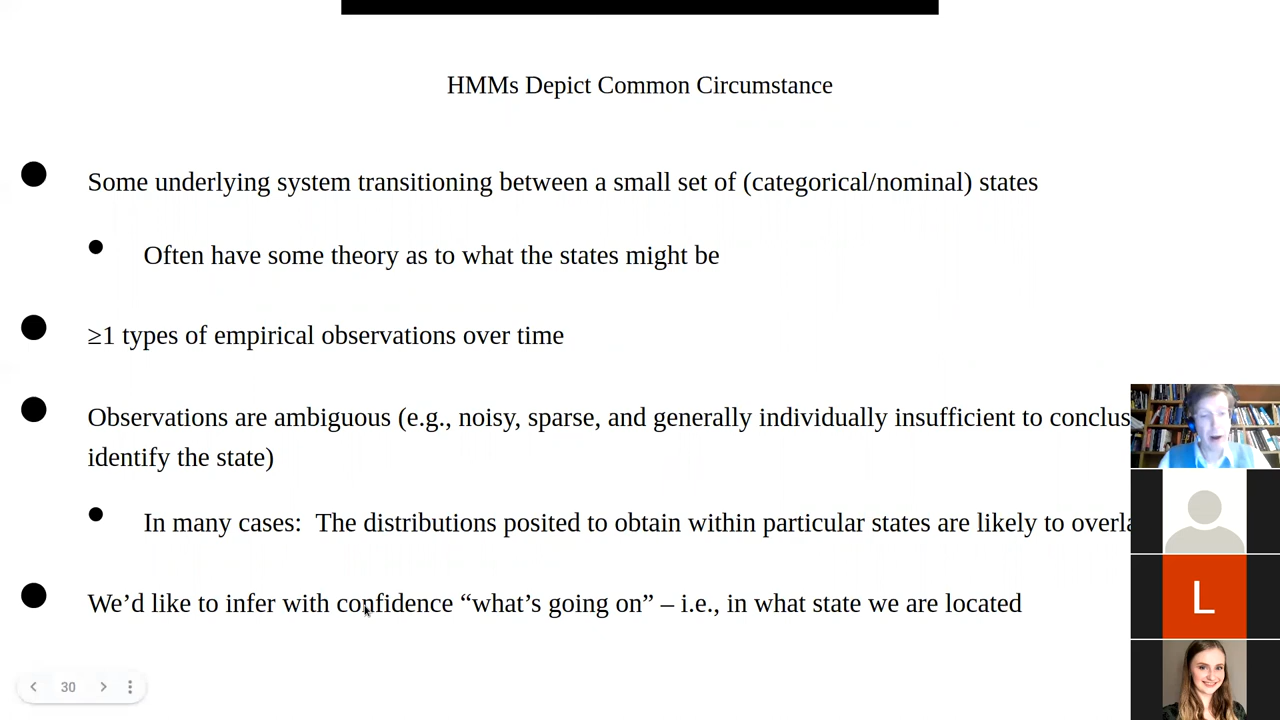 HMMs Depict Common Circumstance
Some underlying system transitioning between a small set of (categorical/nominal) states
Often have some theory as to what the states might be
≥1 types of empirical observations over time
Observations are ambiguous (e.g., noisy, sparse, and generally individually insufficient to conclus
identify the state)
In many cases:  The distributions posited to obtain within particular states are likely to overla
We’d like to infer with confidence “what’s going on” – i.e., in what state we are located
30
L